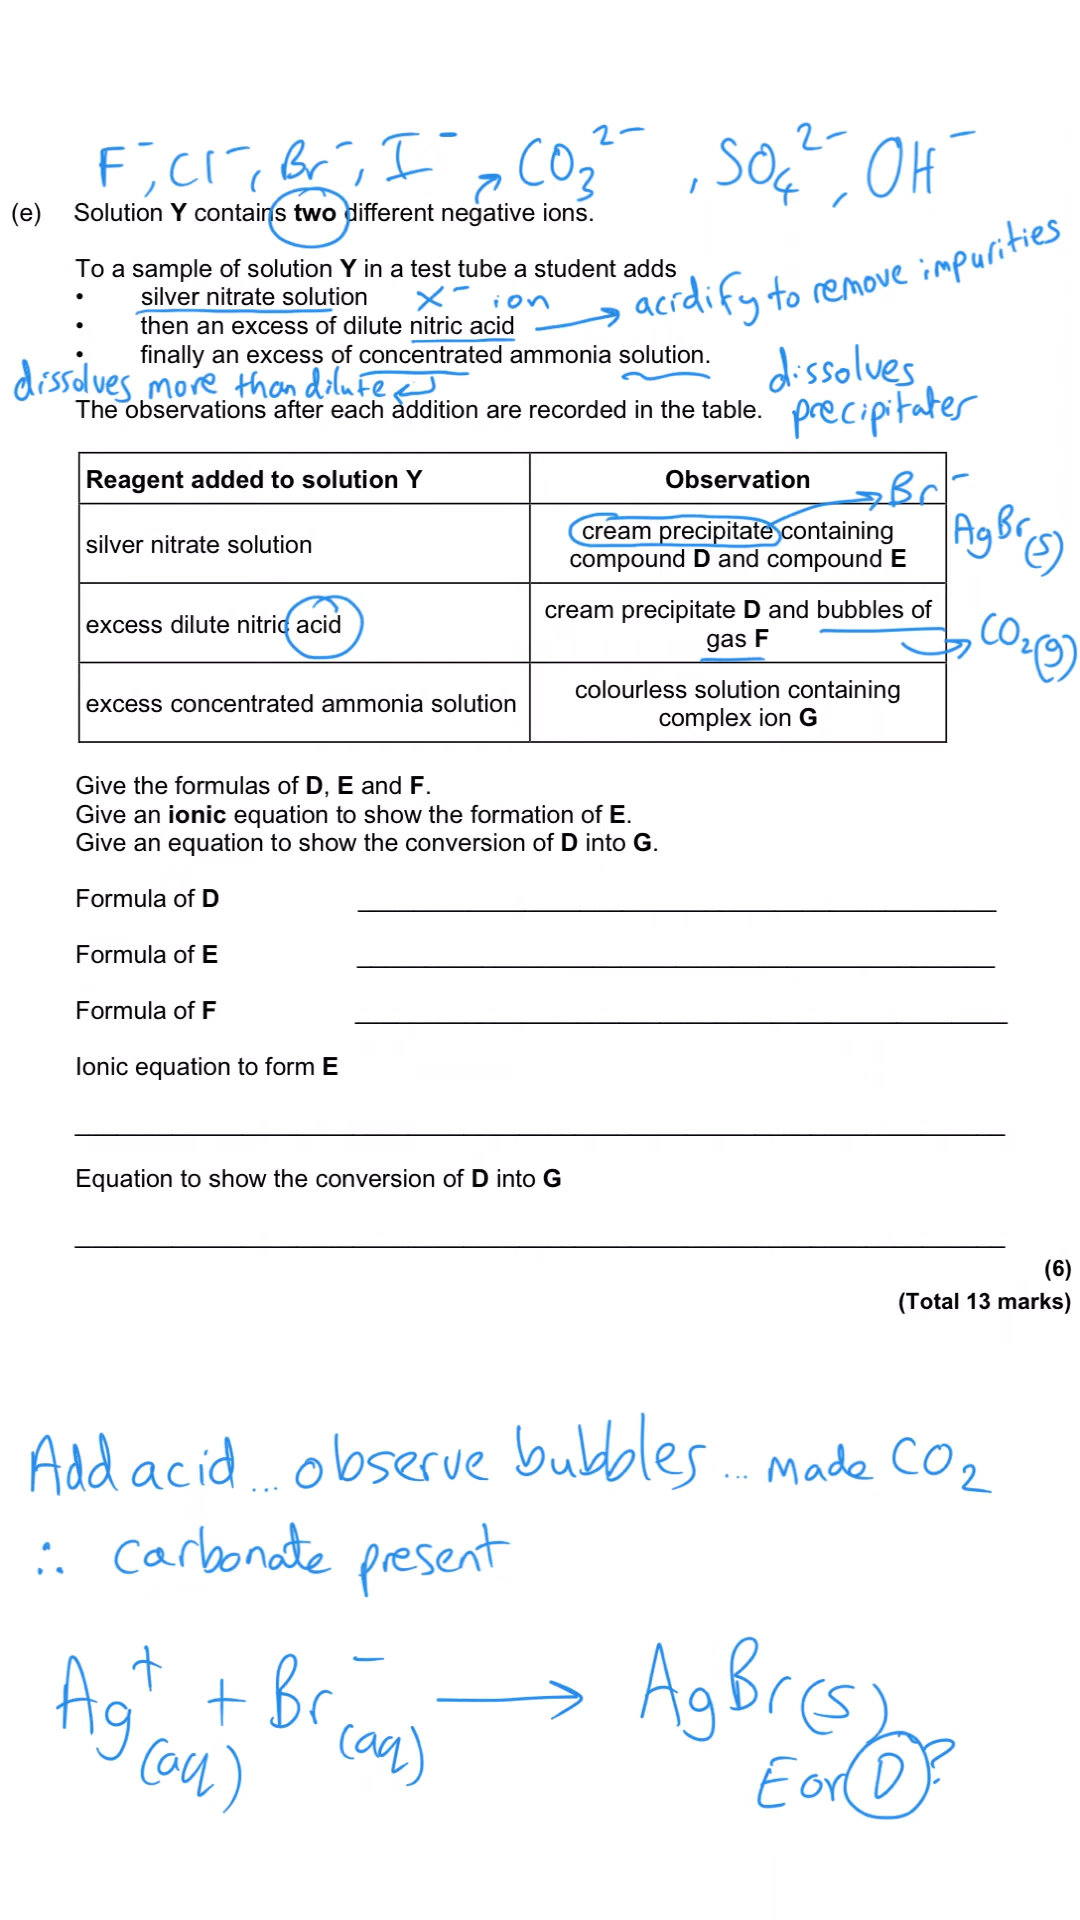 F⁻, Cl⁻, Br⁻, I⁻, CO₃²⁻, SO₄²⁻, OH⁻
(e) Solution Y contains two different negative ions.
To a sample of solution Y in a test tube a student adds
• silver nitrate solution X⁻ ion
acidify to remove impurities
• then an excess of dilute nitric acid
• finally an excess of concentrated ammonia solution.
dissolves precipitates
dissolves more than dilute
The observations after each addition are recorded in the table.
Reagent added to solution Y Observation
Br⁻
silver nitrate solution cream precipitate containing compound D and compound E
AgBr(s)
excess dilute nitric acid cream precipitate D and bubbles of gas F
CO₂(g)
excess concentrated ammonia solution colourless solution containing complex ion G
Give the formulas of D, E and F.
Give an ionic equation to show the formation of E.
Give an equation to show the conversion of D into G.
Formula of D
Formula of E
Formula of F
Ionic equation to form E
Equation to show the conversion of D into G
(6)
(Total 13 marks)
Add acid ... observe bubbles ... made CO₂
∴ carbonate present
Ag⁺(aq) + Br⁻(aq) → AgBr(s)
E or D?